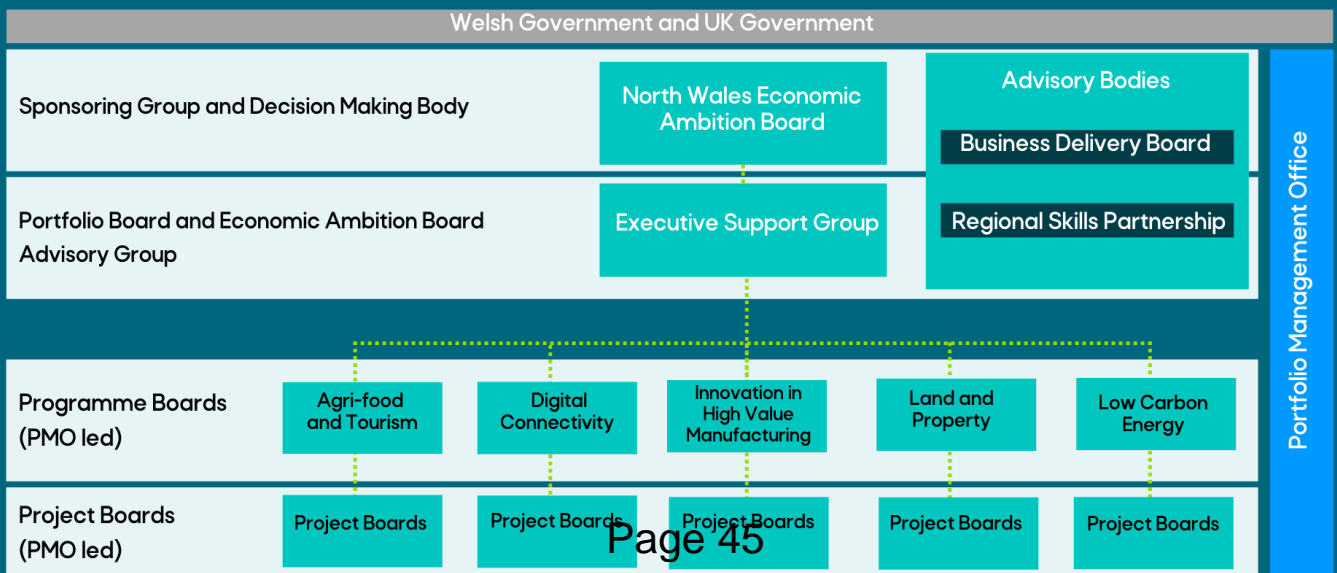 Welsh Government and UK Government
Sponsoring Group and Decision Making Body
North Wales Economic
Ambition Board
Advisory Bodies
Business Delivery Board
Regional Skills Partnership
Portfolio Board and Economic Ambition Board
Advisory Group
Executive Support Group
Portfolio Management Office
Programme Boards
(PMO led)
Agri-food
and Tourism
Digital
Connectivity
Innovation in
High Value
Manufacturing
Land and
Property
Low Carbon
Energy
Project Boards
(PMO led)
Project Boards
Project Boards
Project Boards
Project Boards
Project Boards
Page 45